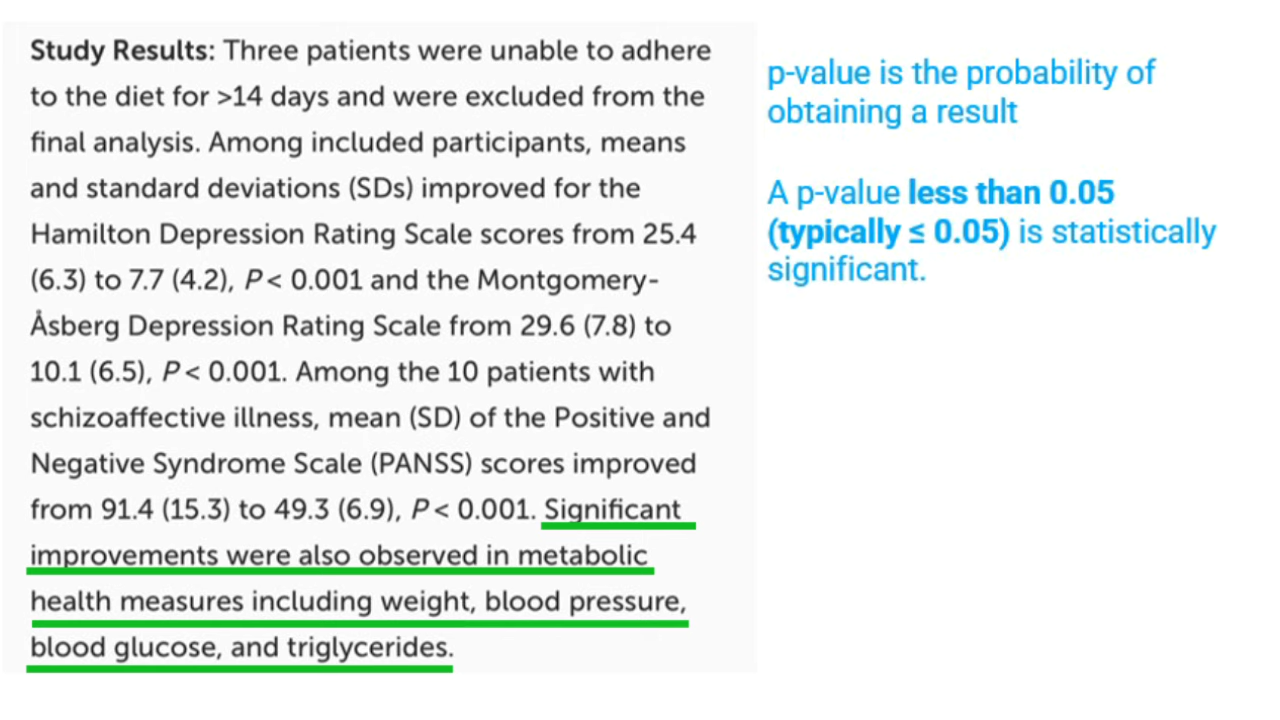 Study Results: Three patients were unable to adhere
to the diet for >14 days and were excluded from the
final analysis. Among included participants, means
and standard deviations (SDs) improved for the
Hamilton Depression Rating Scale scores from 25.4
(6.3) to 7.7 (4.2), P< 0.001 and the Montgomery-
Åsberg Depression Rating Scale from 29.6 (7.8) to
10.1 (6.5), P< 0.001. Among the 10 patients with
schizoaffective illness, mean (SD) of the Positive and
Negative Syndrome Scale (PANSS) scores improved
from 91.4 (15.3) to 49.3 (6.9), P< 0.001. Significant
improvements were also observed in metabolic
health measures including weight, blood pressure,
blood glucose, and triglycerides.
p-value is the probability of
obtaining a result
A p-value less than 0.05
(typically ≤ 0.05) is statistically
significant.